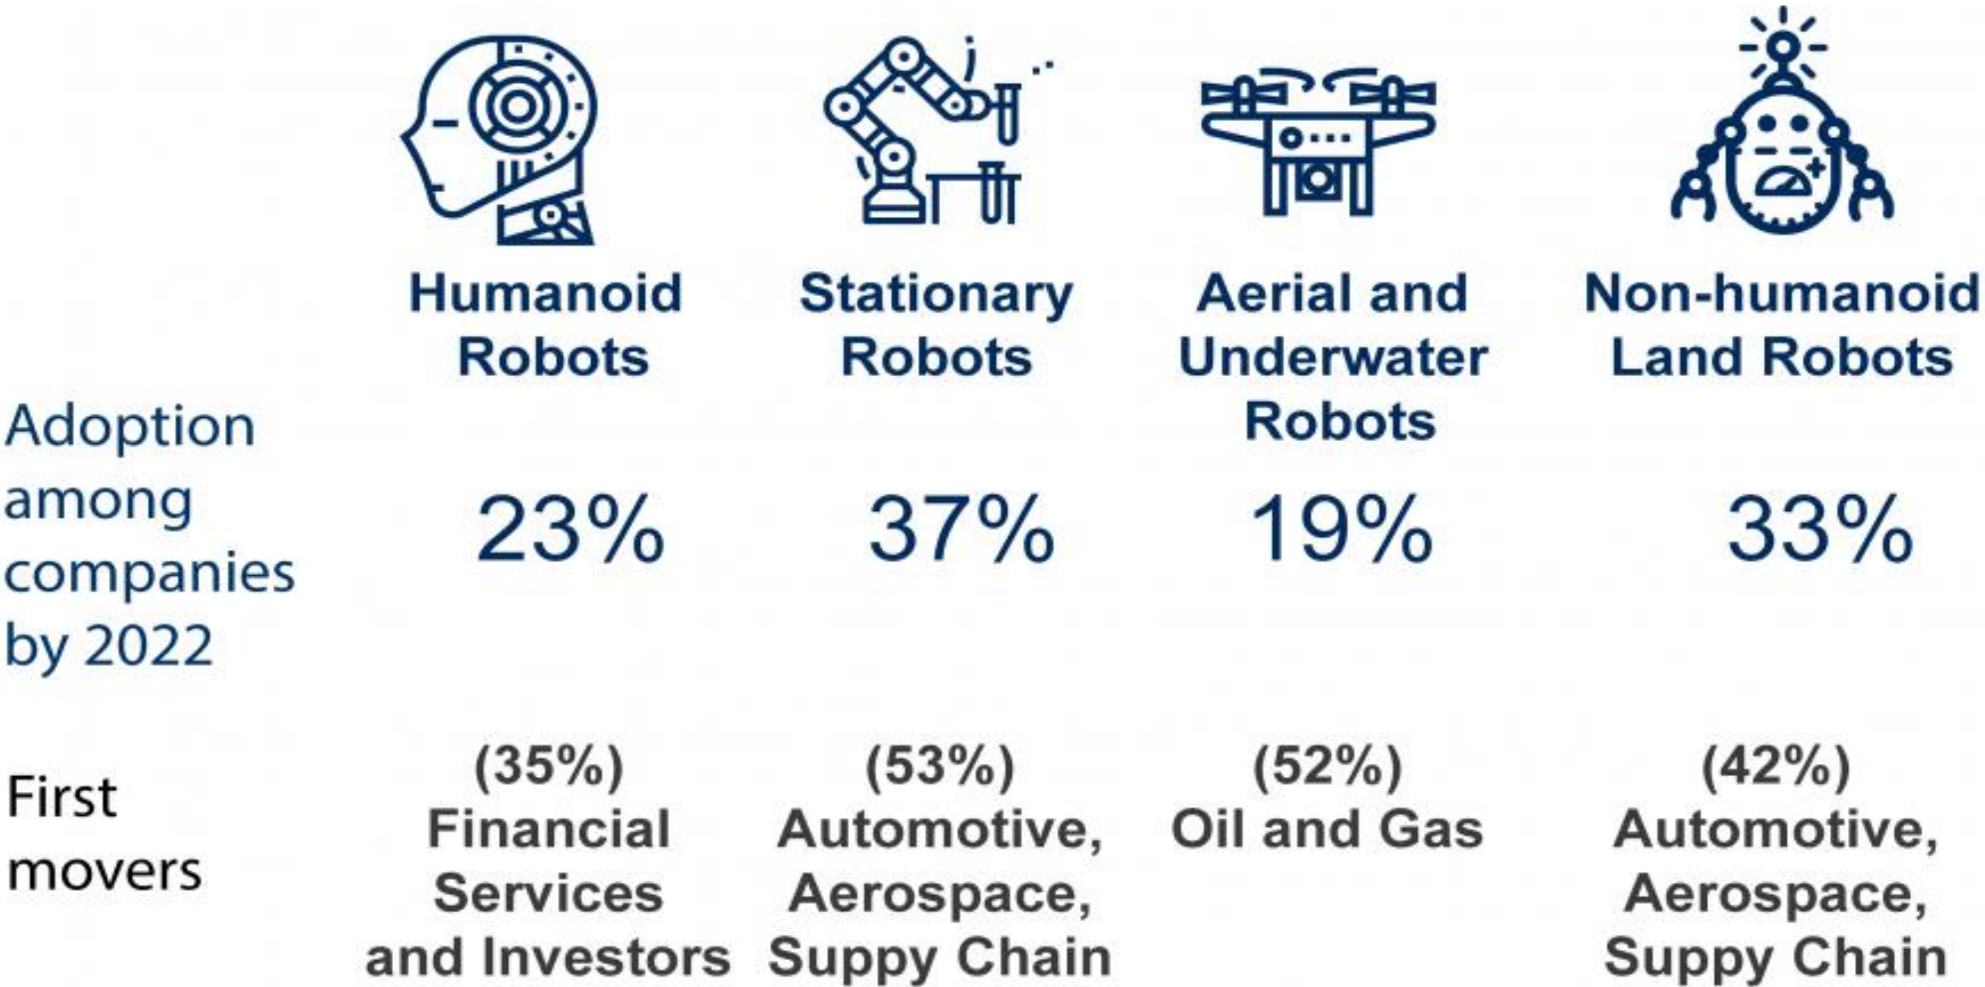 Humanoid
Robots
Stationary
Robots
Aerial and
Underwater
Robots
Non-humanoid
Land Robots
Adoption
among
companies
by 2022
23%
37%
19%
33%
First
movers
(35%)
Financial
Services
and Investors
(53%)
Automotive,
Aerospace,
Suppy Chain
(52%)
Oil and Gas
(42%)
Automotive,
Aerospace,
Suppy Chain